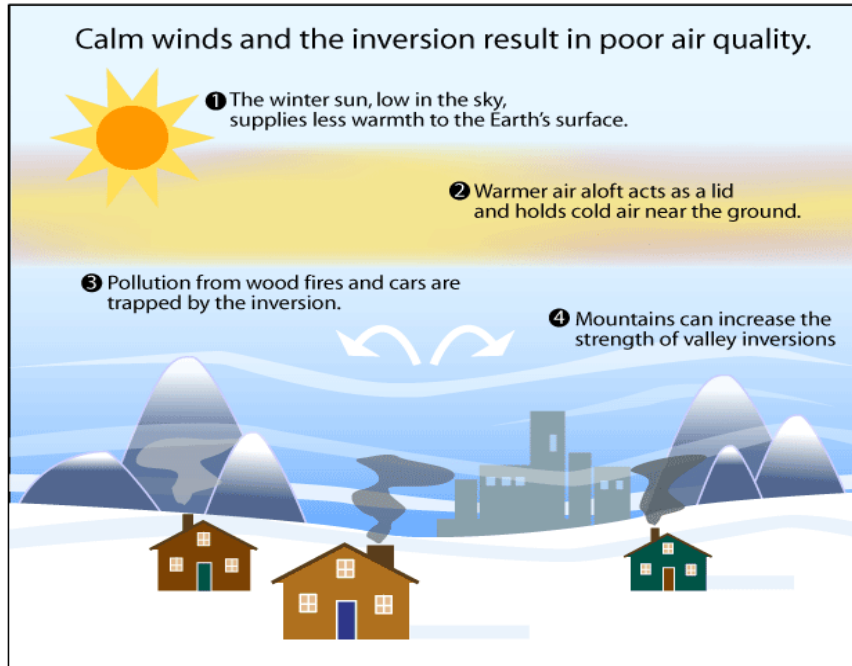 Calm winds and the inversion result in poor air quality.
❶ The winter sun, low in the sky,
supplies less warmth to the Earth's surface.
❷ Warmer air aloft acts as a lid
and holds cold air near the ground.
❸ Pollution from wood fires and cars are
trapped by the inversion.
❹ Mountains can increase the
strength of valley inversions